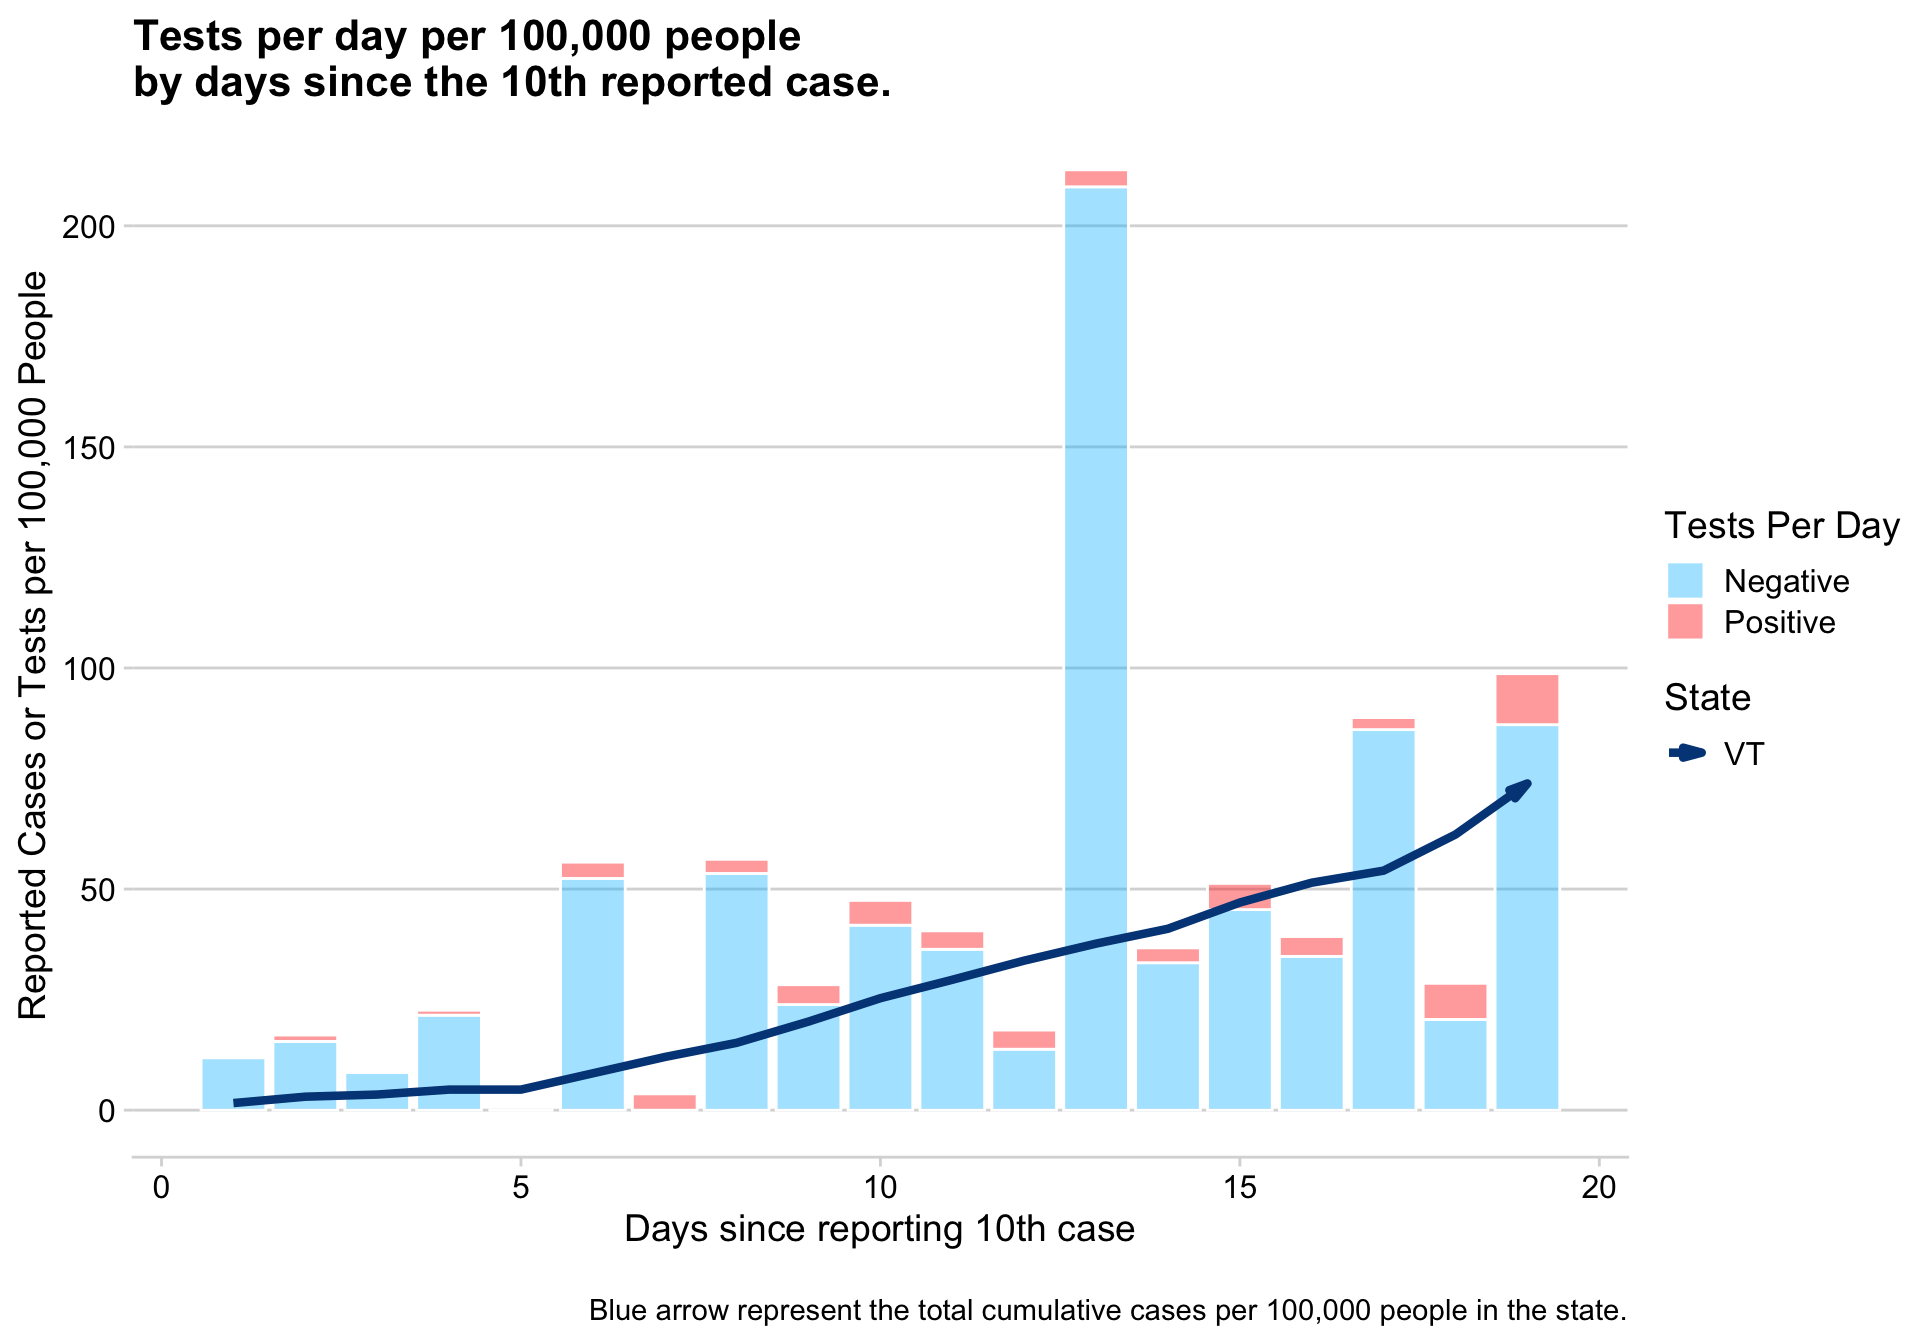 Tests per day per 100,000 people
by days since the 10th reported case.
Reported Cases or Tests per 100,000 People
200
150
100
50
0
0 5 10 15 20
Days since reporting 10th case
Tests Per Day
Negative
Positive
State
VT
Blue arrow represent the total cumulative cases per 100,000 people in the state.